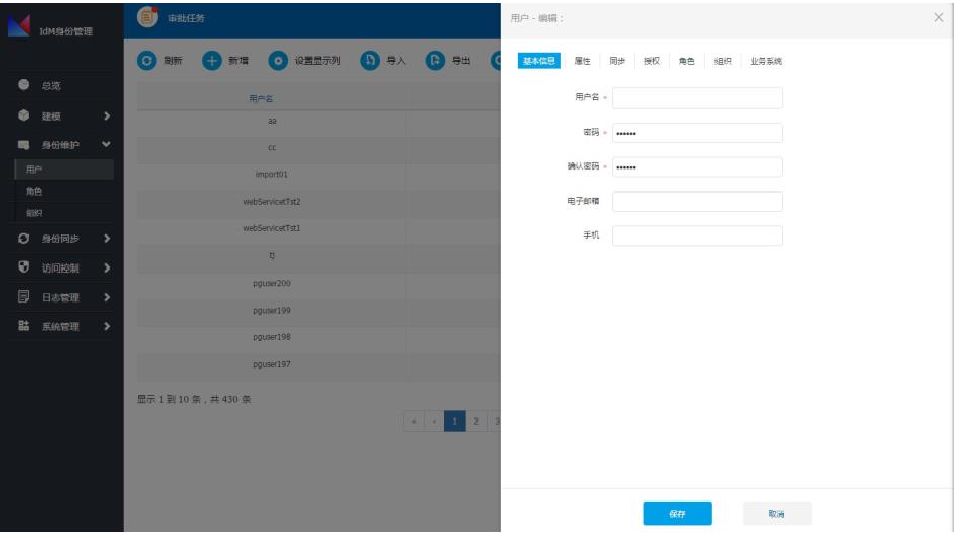 IdM身份管理
总览
建模
身份维护
用户
角色
组织
身份同步
访问控制
日志管理
系统管理
审批任务
刷新 新增 设置显示列 导入 导出
用户名
aa
cc
import01
webServicetTst2
webServicetTst1
tj
pguser200
pguser199
pguser198
pguser197
显示 1 到 10 条，共 430 条
« ‹ 1 2 3
用户 - 编辑：
基本信息 属性 同步 授权 角色 组织 业务系统
用户名 *
密码 * ••••••
确认密码 * ••••••
电子邮箱
手机
保存 取消